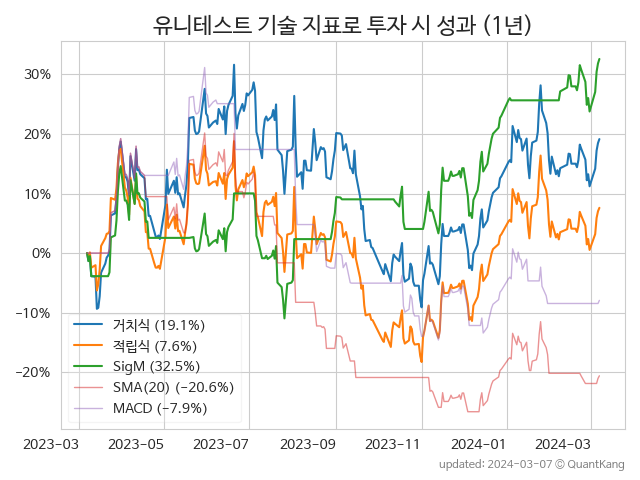 유니테스트 기술 지표로 투자 시 성과 (1년)
30%
20%
10%
0%
−10%
−20%
거치식 (19.1%)
적립식 (7.6%)
SigM (32.5%)
SMA(20) (−20.6%)
MACD (−7.9%)
2023−03 2023−05 2023−07 2023−09 2023−11 2024−01 2024−03
updated: 2024−03−07 ⓒ QuantKang